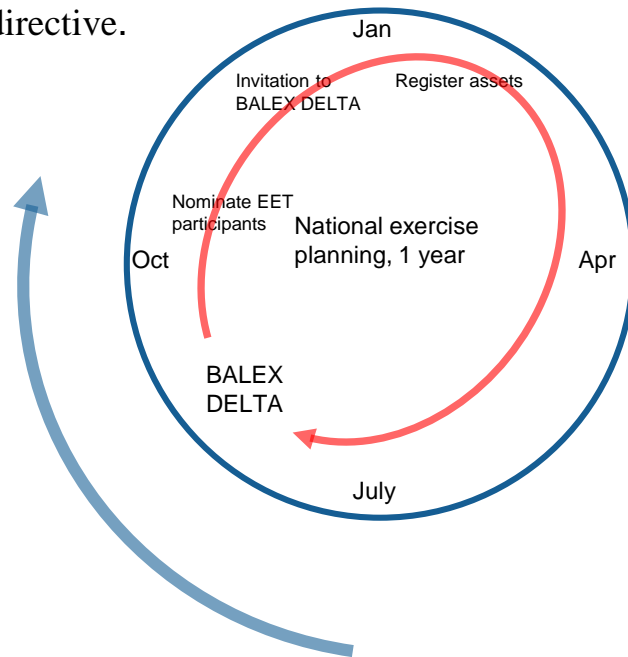 directive.
Jan
Invitation to
BALEX DELTA
Register assets
Nominate EET
participants
National exercise
planning, 1 year
Oct
Apr
BALEX
DELTA
July